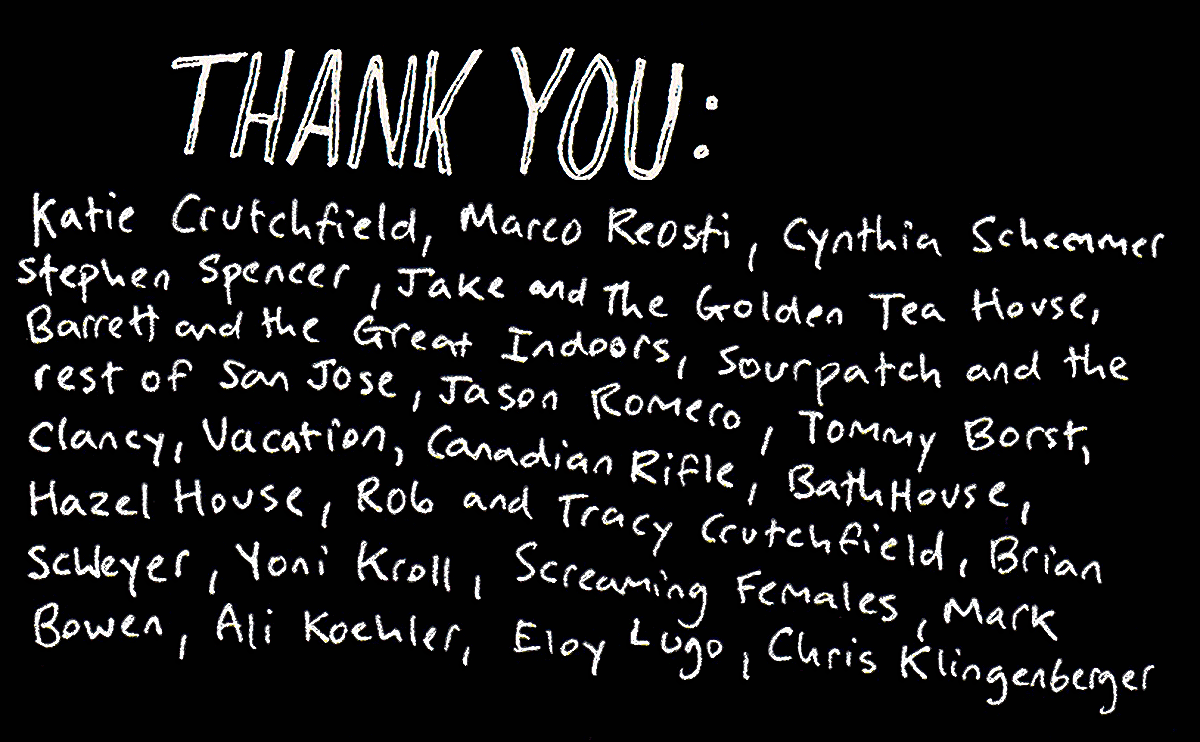 THANK YOU:
Katie Crutchfield, Marco Reosti, Cynthia Schemmer
Stephen Spencer, Jake and the Golden Tea House,
Barrett and the Great Indoors, Sourpatch and the
rest of San Jose, Jason Romero, Tommy Borst,
Clancy, Vacation, Canadian Rifle, BathHouse,
Hazel House, Rob and Tracy Crutchfield, Brian
Schleyer, Yoni Kroll, Screaming Females, Mark
Bowen, Ali Koehler, Eloy Lugo, Chris Klingenberger